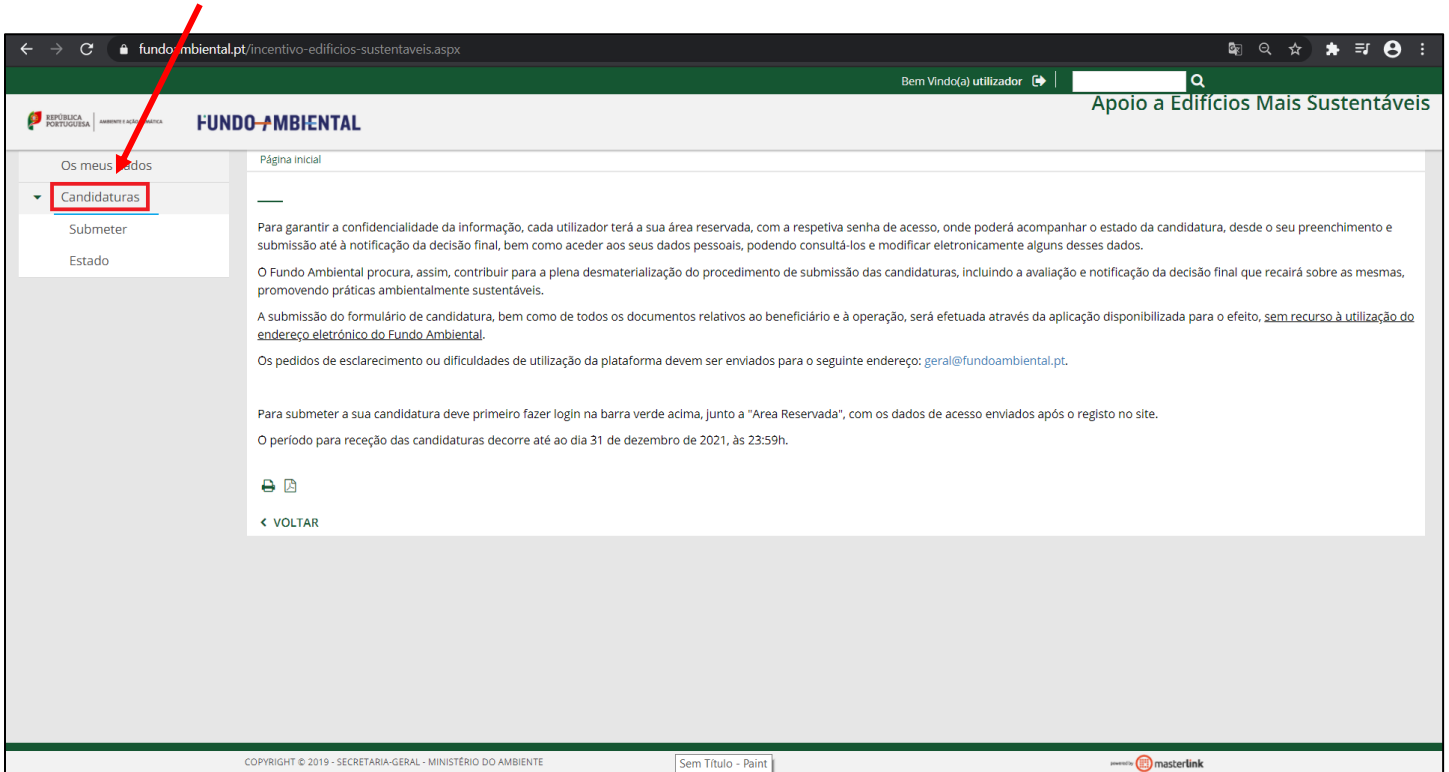 fundoambiental.pt/incentivo-edificios-sustentaveis.aspx
Bem Vindo(a) utilizador
Apoio a Edifícios Mais Sustentáveis
REPÚBLICA
PORTUGUESA
FUNDO AMBIENTAL
Os meus dados
Candidaturas
Submeter
Estado
Página inicial
Para garantir a confidencialidade da informação, cada utilizador terá a sua área reservada, com a respetiva senha de acesso, onde poderá acompanhar o estado da candidatura, desde o seu preenchimento e
submissão até à notificação da decisão final, bem como aceder aos seus dados pessoais, podendo consultá-los e modificar eletronicamente alguns desses dados.
O Fundo Ambiental procura, assim, contribuir para a plena desmaterialização do procedimento de submissão das candidaturas, incluindo a avaliação e notificação da decisão final que recairá sobre as mesmas,
promovendo práticas ambientalmente sustentáveis.
A submissão do formulário de candidatura, bem como de todos os documentos relativos ao beneficiário e à operação, será efetuada através da aplicação disponibilizada para o efeito, sem recurso à utilização do
endereço eletrónico do Fundo Ambiental.
Os pedidos de esclarecimento ou dificuldades de utilização da plataforma devem ser enviados para o seguinte endereço: geral@fundoambiental.pt.
Para submeter a sua candidatura deve primeiro fazer login na barra verde acima, junto a "Area Reservada", com os dados de acesso enviados após o registo no site.
O período para receção das candidaturas decorre até ao dia 31 de dezembro de 2021, às 23:59h.
VOLTAR
COPYRIGHT © 2019 - SECRETARIA-GERAL - MINISTÉRIO DO AMBIENTE
Sem Título - Paint
powered by masterlink